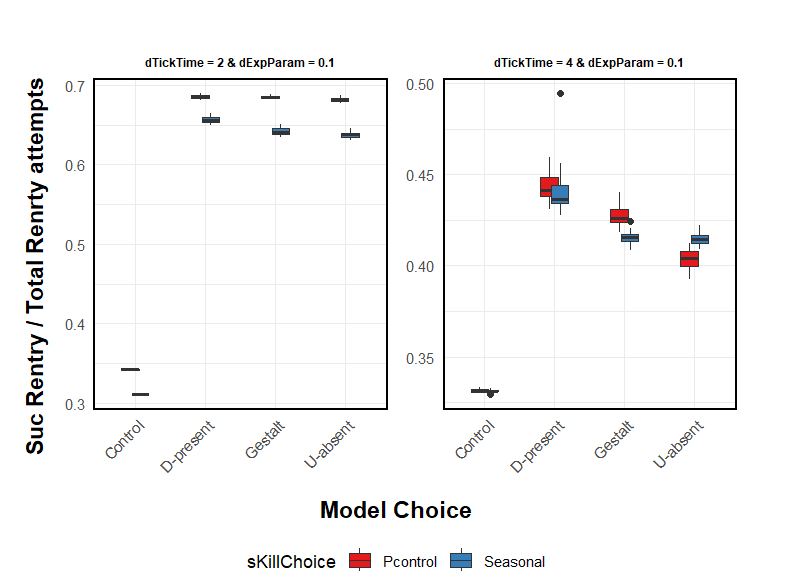 dTickTime = 2 & dExpParam = 0.1
dTickTime = 4 & dExpParam = 0.1
Suc Rentry / Total Renrty attempts
0.7
0.6
0.5
0.4
0.3
0.50
0.45
0.40
0.35
Control
D-present
Gestalt
U-absent
Control
D-present
Gestalt
U-absent
Model Choice
sKillChoice Pcontrol Seasonal